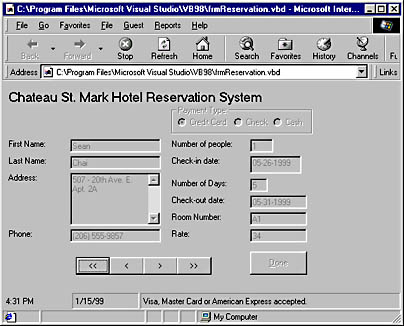 C:\Program Files\Microsoft Visual Studio\VB98\frmReservation.vbd - Microsoft Inter...
File Go Favorites File Guest Reports Help
Back Forward Stop Refresh Home Search Favorites History Channels Fu
Address C:\Program Files\Microsoft Visual Studio\VB98\frmReservation.vbd Links
Chateau St. Mark Hotel Reservation System
Payment Type
Credit Card Check Cash
First Name: Sean Number of people: 1
Last Name: Chai Check-in date: 05-26-1999
Address: 507 - 20th Ave. E.
Apt. 2A
Number of Days: 5
Check-out date: 05-31-1999
Room Number: A1
Phone: (206) 555-9857 Rate: 34
<< < > >> Done
4:31 PM 1/15/99 Visa, Master Card or American Express accepted.
My Computer